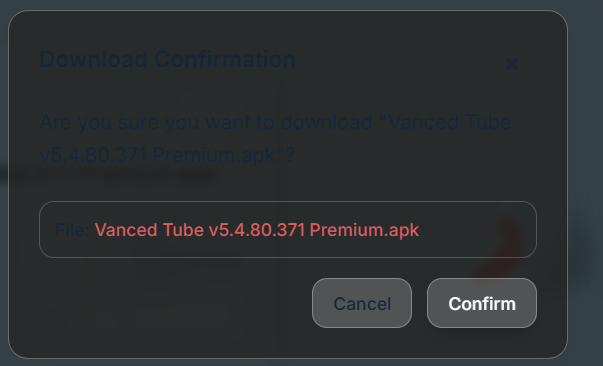 Download Confirmation
×
Are you sure you want to download "Vanced Tube
v5.4.80.371 Premium.apk"?
File: Vanced Tube v5.4.80.371 Premium.apk
Cancel
Confirm